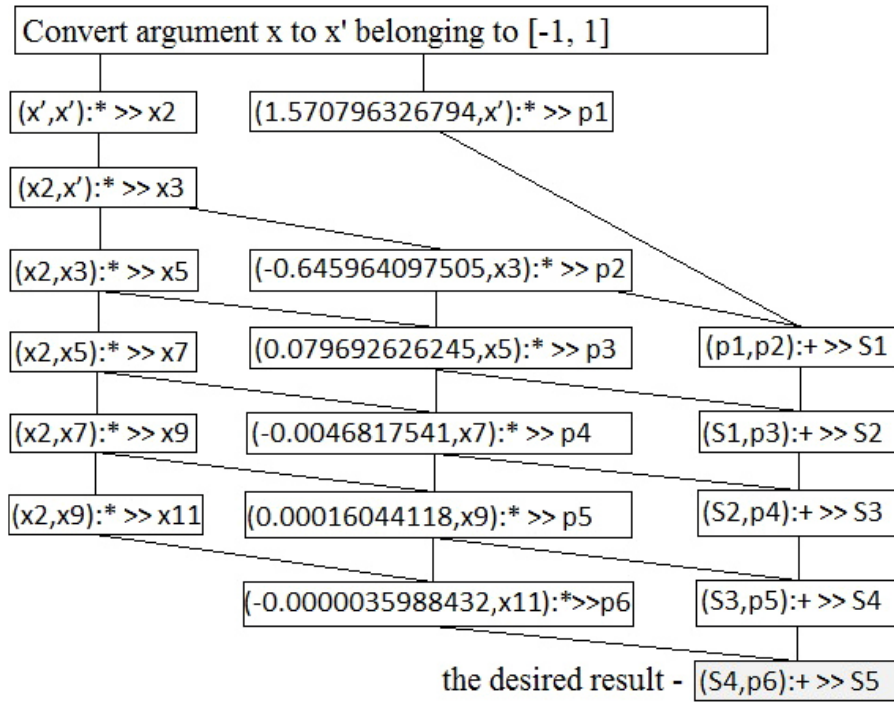 Convert argument x to x' belonging to [-1, 1]
(x',x'):* >> x2
(1.570796326794,x'):* >> p1
(x2,x'):* >> x3
(x2,x3):* >> x5
(-0.645964097505,x3):* >> p2
(x2,x5):* >> x7
(0.079692626245,x5):* >> p3
(p1,p2):+ >> S1
(x2,x7):* >> x9
(-0.0046817541,x7):* >> p4
(S1,p3):+ >> S2
(x2,x9):* >> x11
(0.00016044118,x9):* >> p5
(S2,p4):+ >> S3
(-0.0000035988432,x11):*>>p6
(S3,p5):+ >> S4
the desired result - (S4,p6):+ >> S5